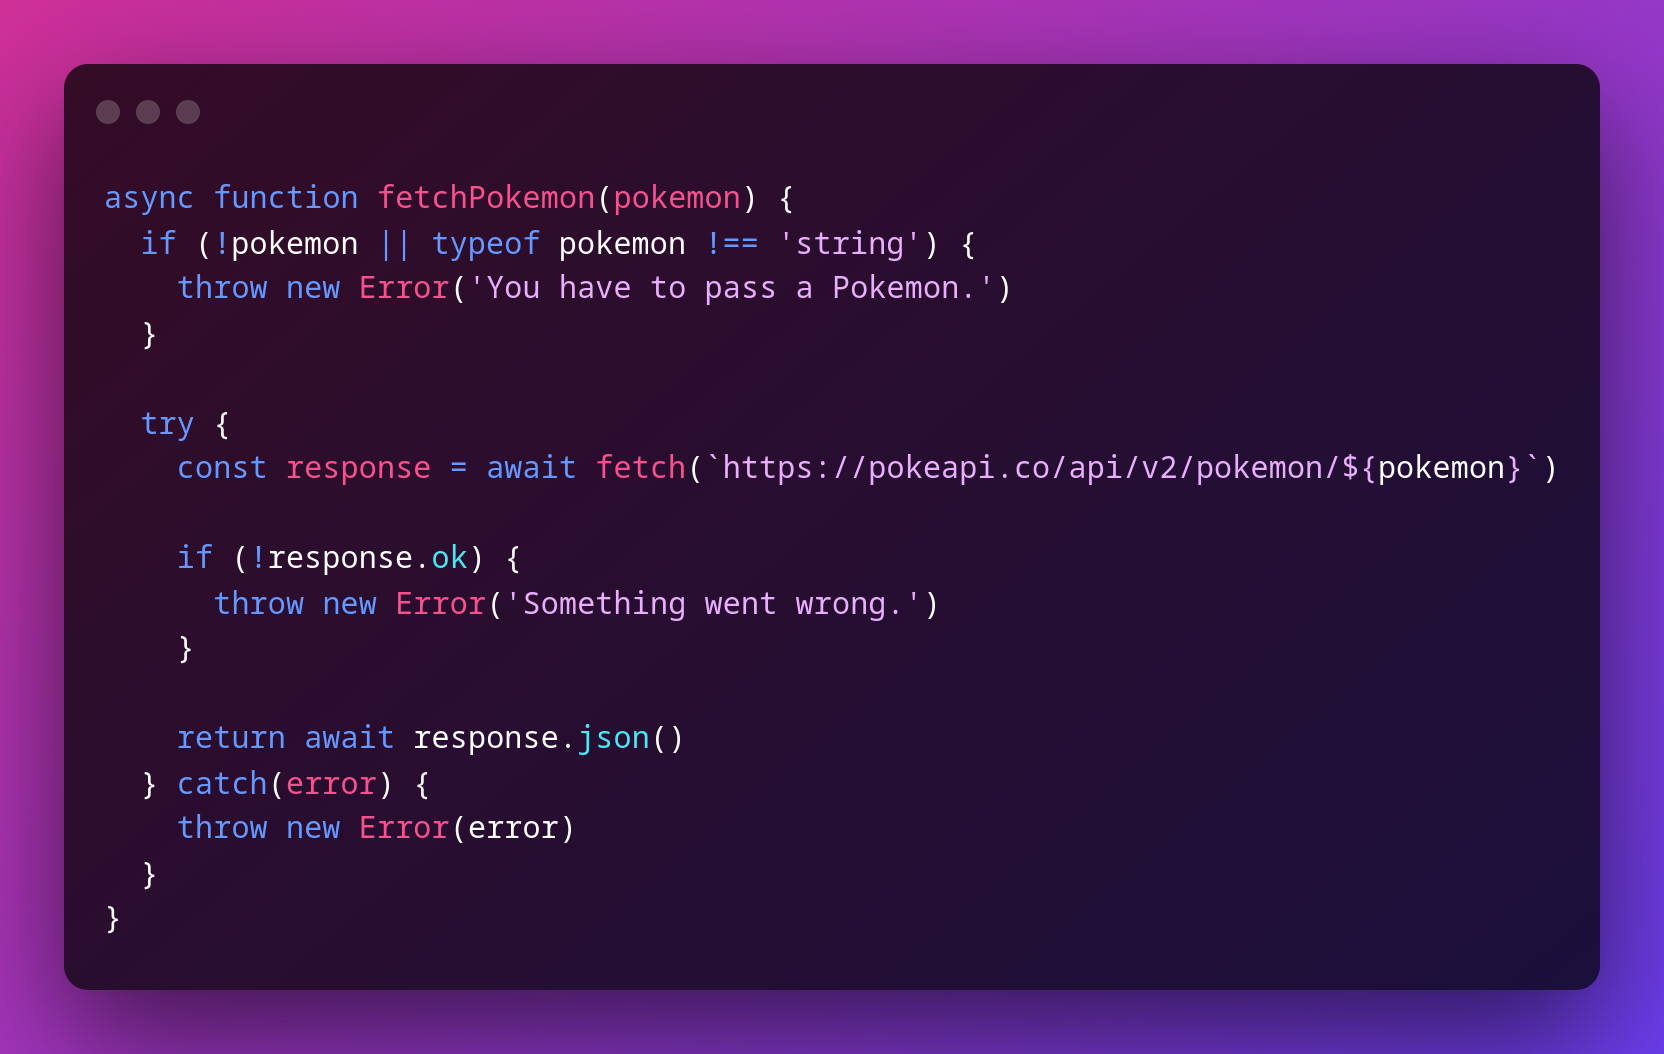 async function fetchPokemon(pokemon) {
  if (!pokemon || typeof pokemon !== 'string') {
    throw new Error('You have to pass a Pokemon.')
  }

  try {
    const response = await fetch(`https://pokeapi.co/api/v2/pokemon/${pokemon}`)

    if (!response.ok) {
      throw new Error('Something went wrong.')
    }

    return await response.json()
  } catch(error) {
    throw new Error(error)
  }
}